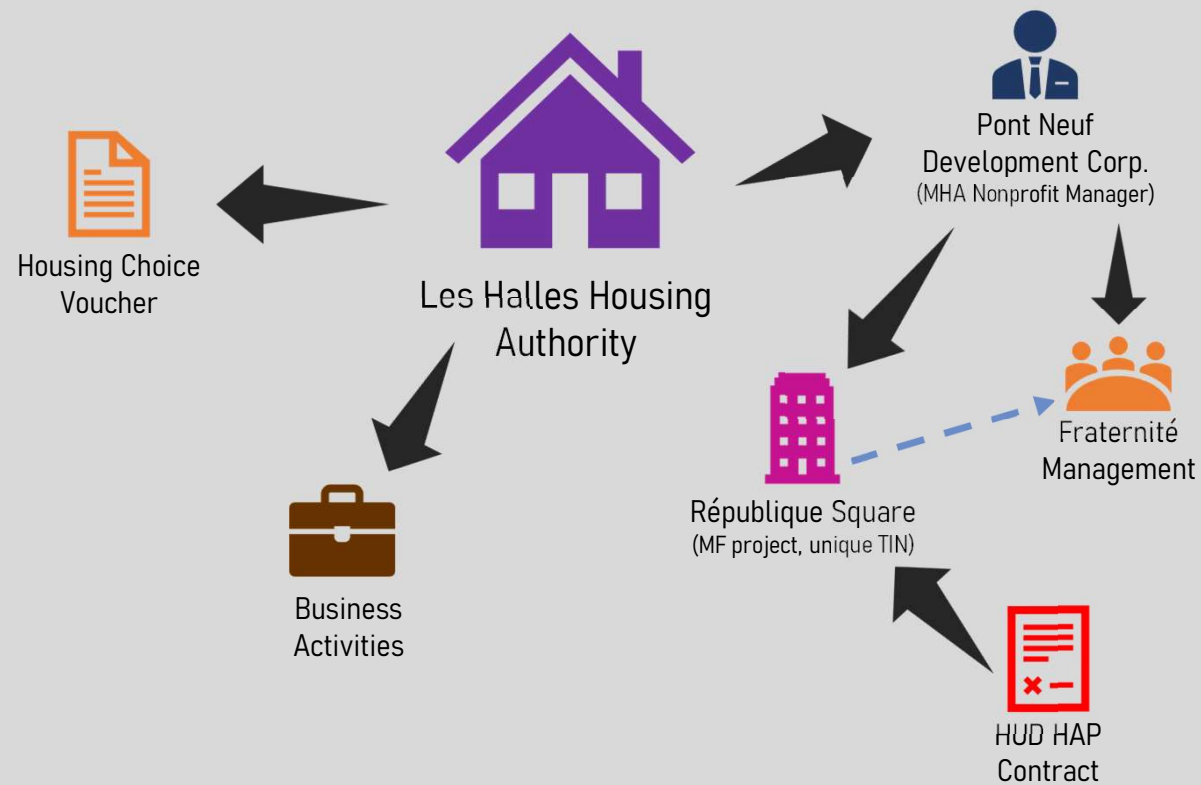 Pont Neuf
Development Corp.
(MHA Nonprofit Manager)
Housing Choice
Voucher
Les Halles Housing
Authority
Fraternité
Management
République Square
(MF project, unique TIN)
Business
Activities
HUD HAP
Contract